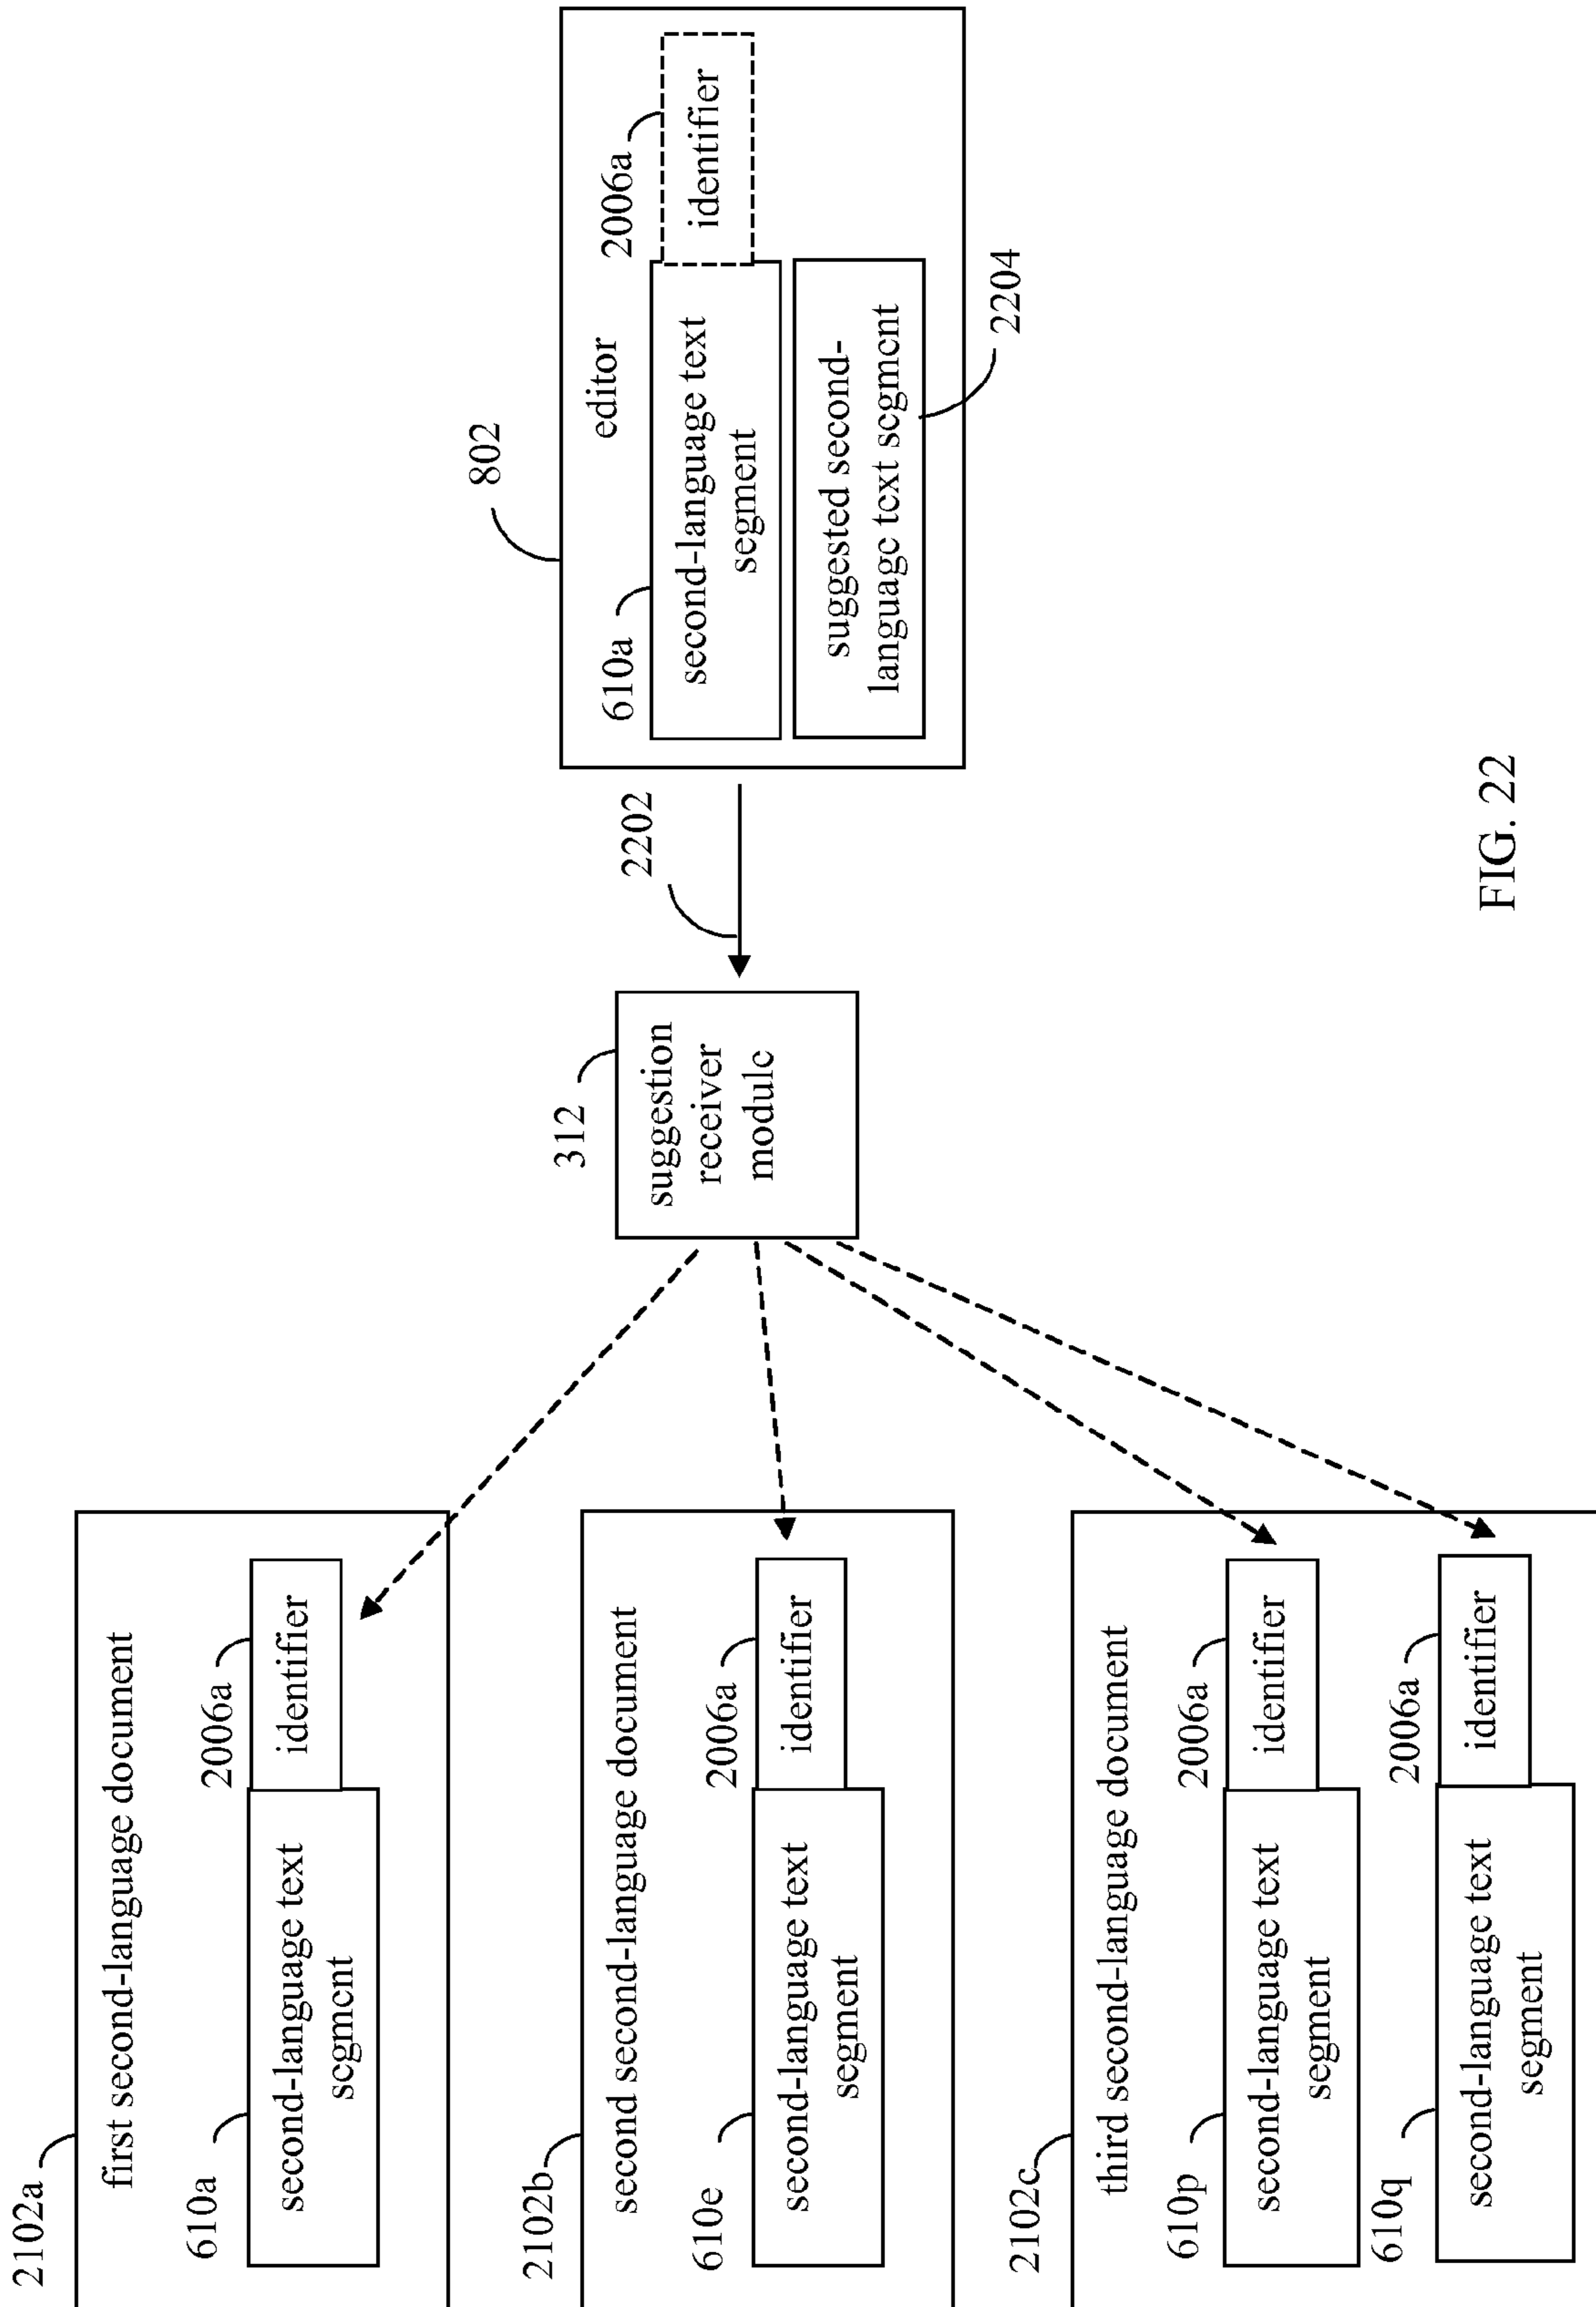 2102a
first second-language document
610a
2006a
second-language text
segment
identifier
2102b
second second-language document
610e
2006a
second-language text
segment
identifier
2102c
third second-language document
610p
2006a
second-language text
segment
identifier
610q
2006a
second-language text
segment
identifier
312
suggestion
receiver
module
2202
802
editor
610a
2006a
second-language text
segment
identifier
suggested second-
language text segment
2204
FIG. 22